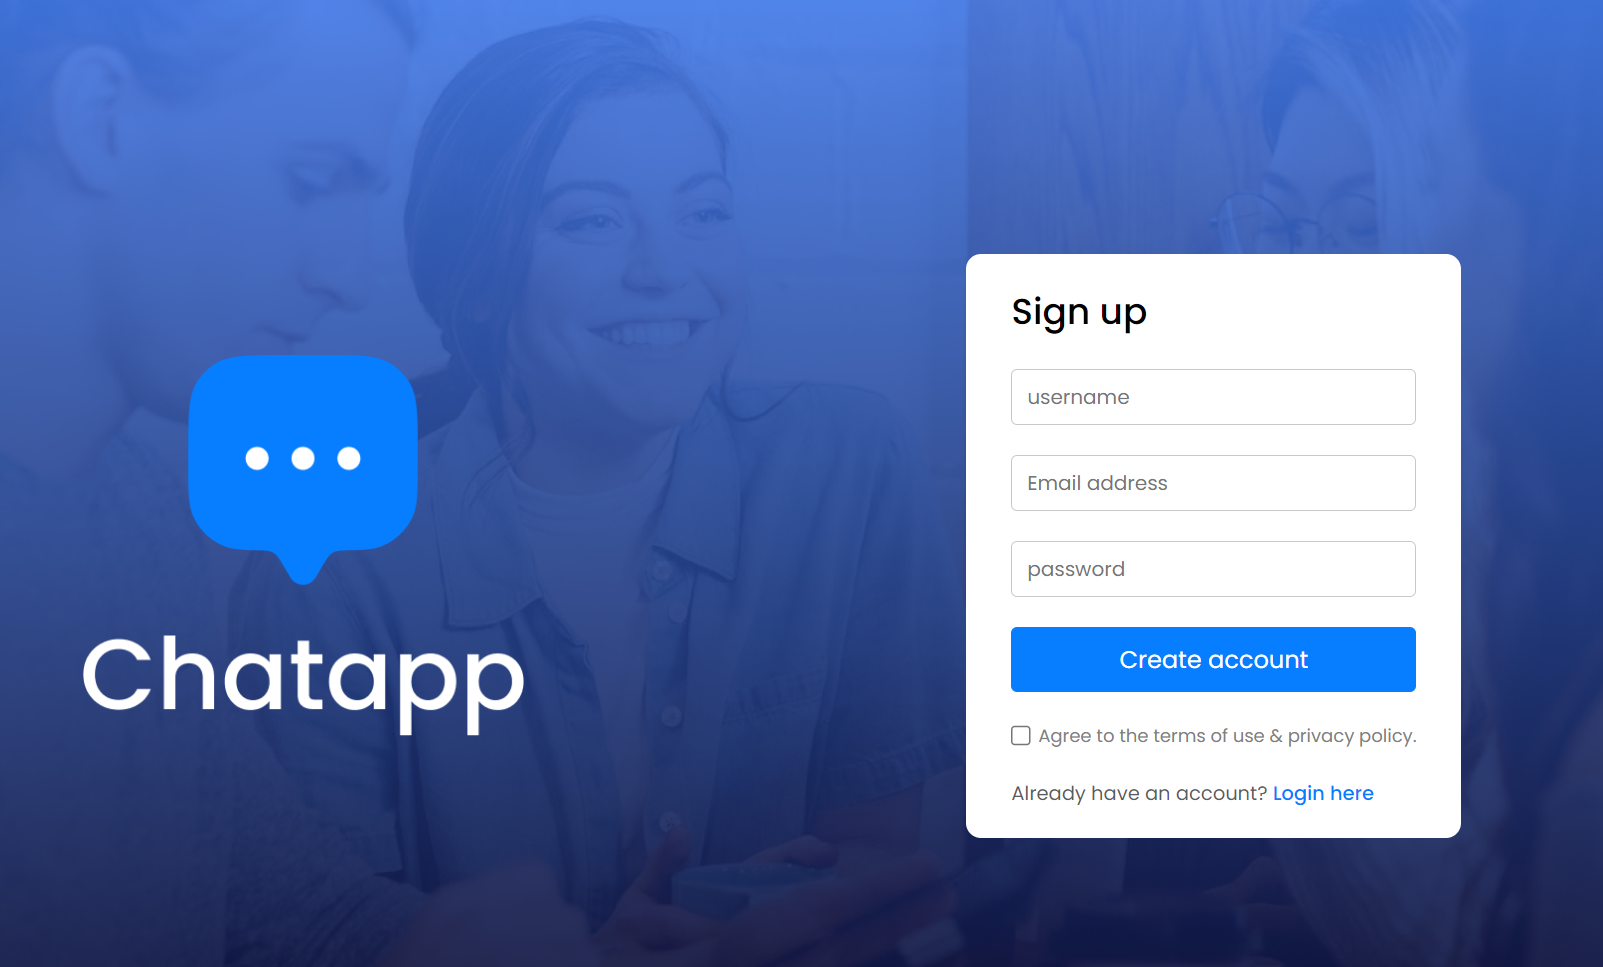 Chatapp
Sign up
username
Email address
password
Create account
Agree to the terms of use & privacy policy.
Already have an account? Login here